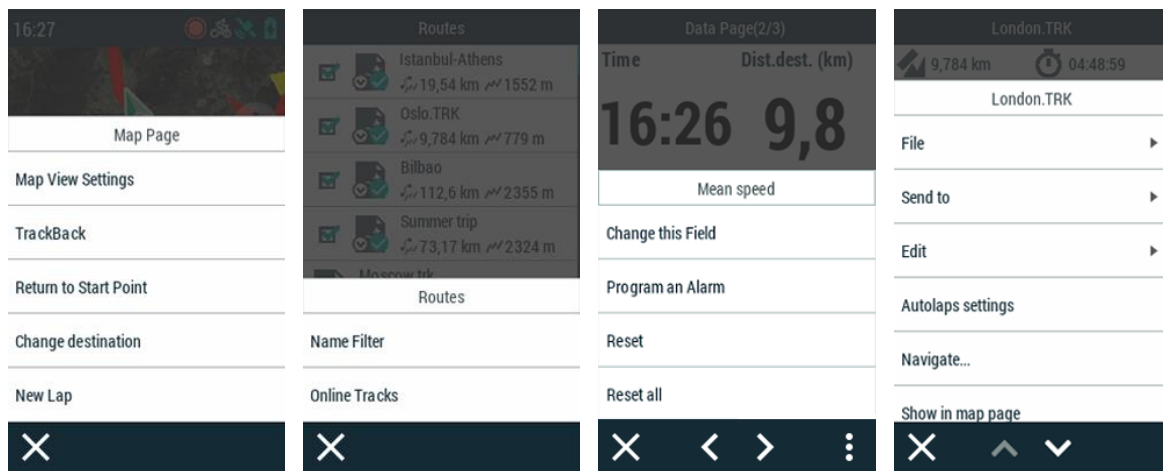 16:27
Map Page
Map View Settings
TrackBack
Return to Start Point
Change destination
New Lap
Routes
Istanbul-Athens
19,54 km 1552 m
Oslo.TRK
9,784 km 779 m
Bilbao
112,6 km 2355 m
Summer trip
73,17 km 2324 m
Moscow.trk
Routes
Name Filter
Online Tracks
Data Page(2/3)
Time Dist.dest. (km)
16:26 9,8
Mean speed
Change this Field
Program an Alarm
Reset
Reset all
London.TRK
9,784 km 04:48:59
London.TRK
File
Send to
Edit
Autolaps settings
Navigate...
Show in map page